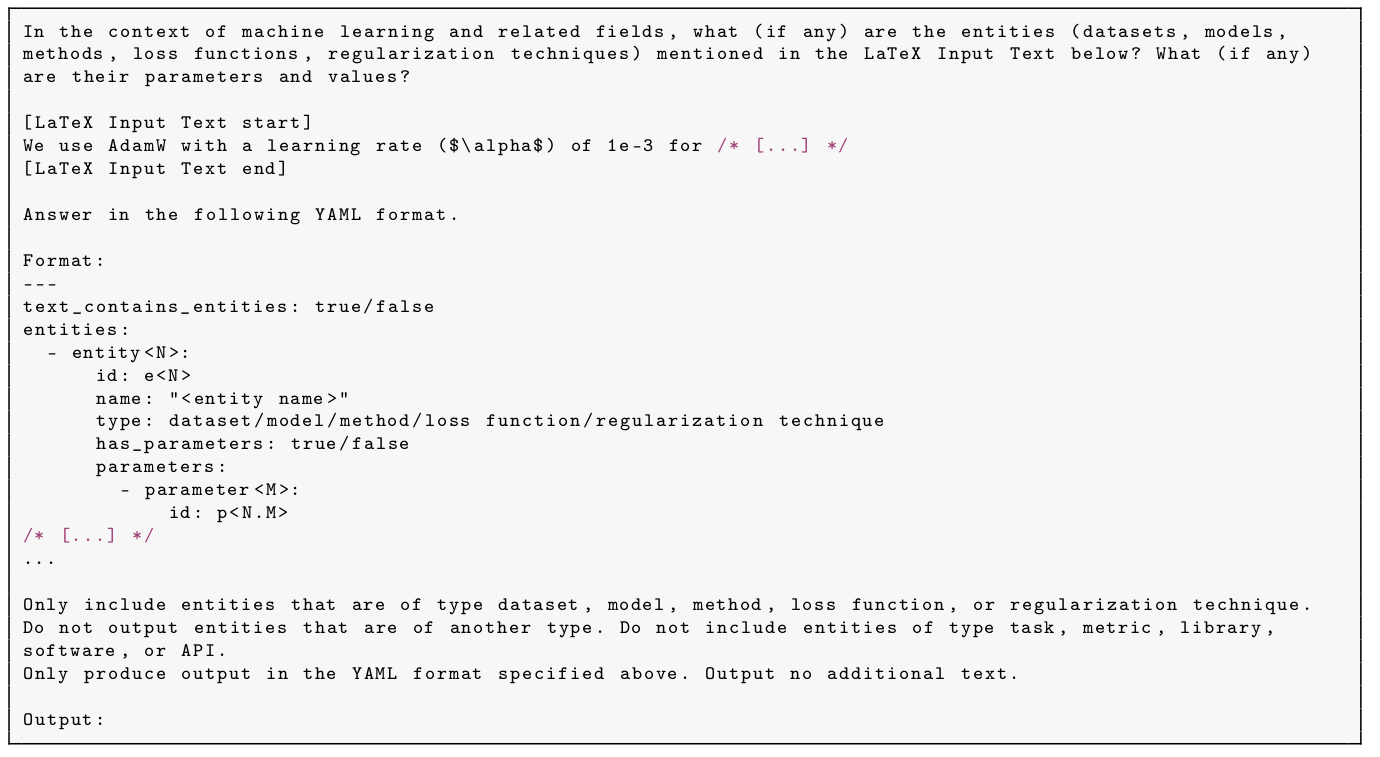 In the context of machine learning and related fields, what (if any) are the entities (datasets, models,
methods, loss functions, regularization techniques) mentioned in the LaTeX Input Text below? What (if any)
are their parameters and values?

[LaTeX Input Text start]
We use AdamW with a learning rate ($\alpha$) of 1e-3 for /* [...] */
[LaTeX Input Text end]

Answer in the following YAML format.

Format:
---
text_contains_entities: true/false
entities:
  - entity<N>:
      id: e<N>
      name: "<entity name>"
      type: dataset/model/method/loss function/regularization technique
      has_parameters: true/false
      parameters:
        - parameter<M>:
            id: p<N.M>
/* [...] */
...

Only include entities that are of type dataset, model, method, loss function, or regularization technique.
Do not output entities that are of another type. Do not include entities of type task, metric, library,
software, or API.
Only produce output in the YAML format specified above. Output no additional text.

Output: